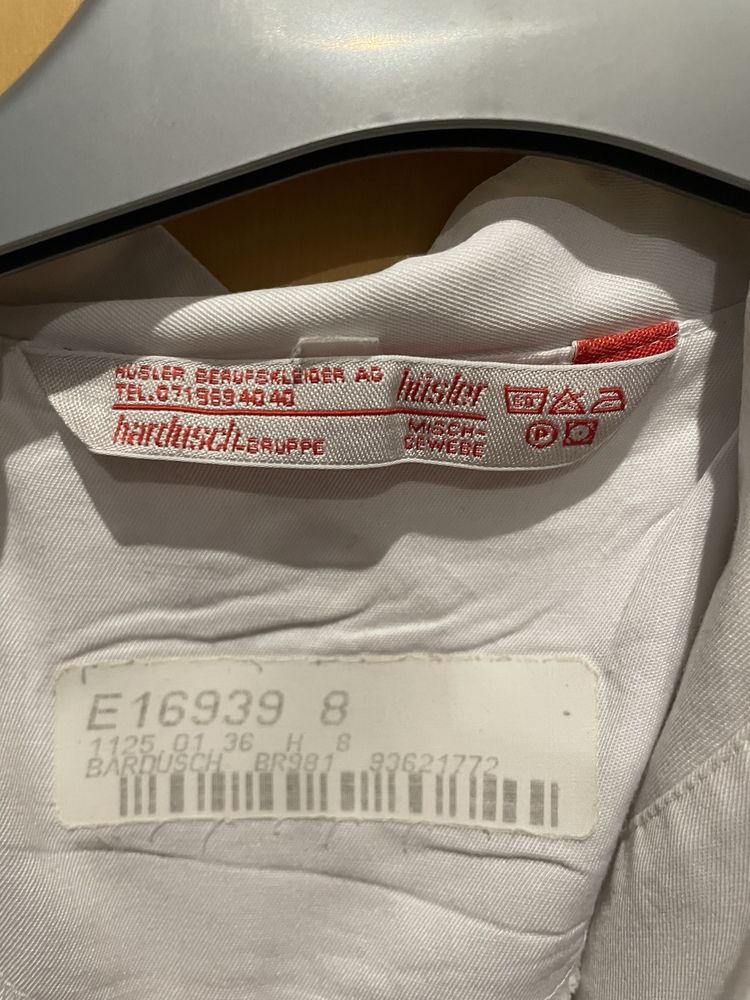 HÜSLER BERUFSKLEIDER AG
TEL.071 969 40 40
hüsler
bardusch-GRUPPE
MISCH-
GEWEBE
60
P
E16939 8
1125 01 36 H 8
BARDUSCH BR981 93621772